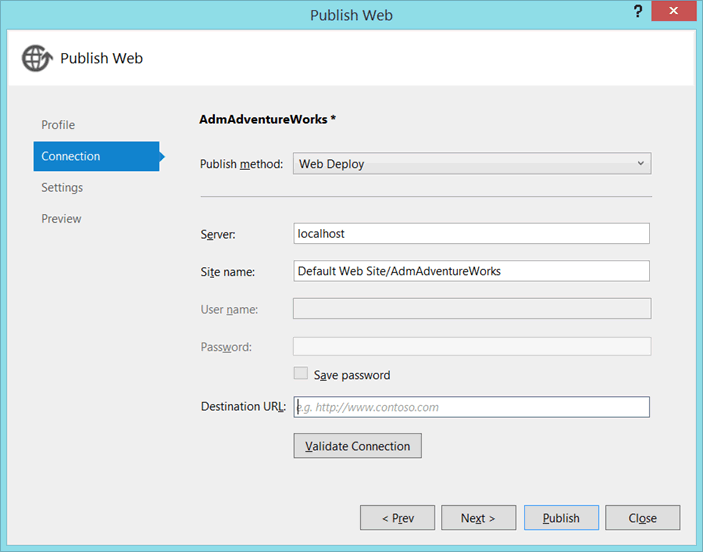 Publish Web
?
x
Publish Web
AdmAdventureWorks *
Profile
Connection
Settings
Preview
Publish method: Web Deploy
Server: localhost
Site name: Default Web Site/AdmAdventureWorks
User name:
Password:
Save password
Destination URL: e.g. http://www.contoso.com
Validate Connection
< Prev Next > Publish Close